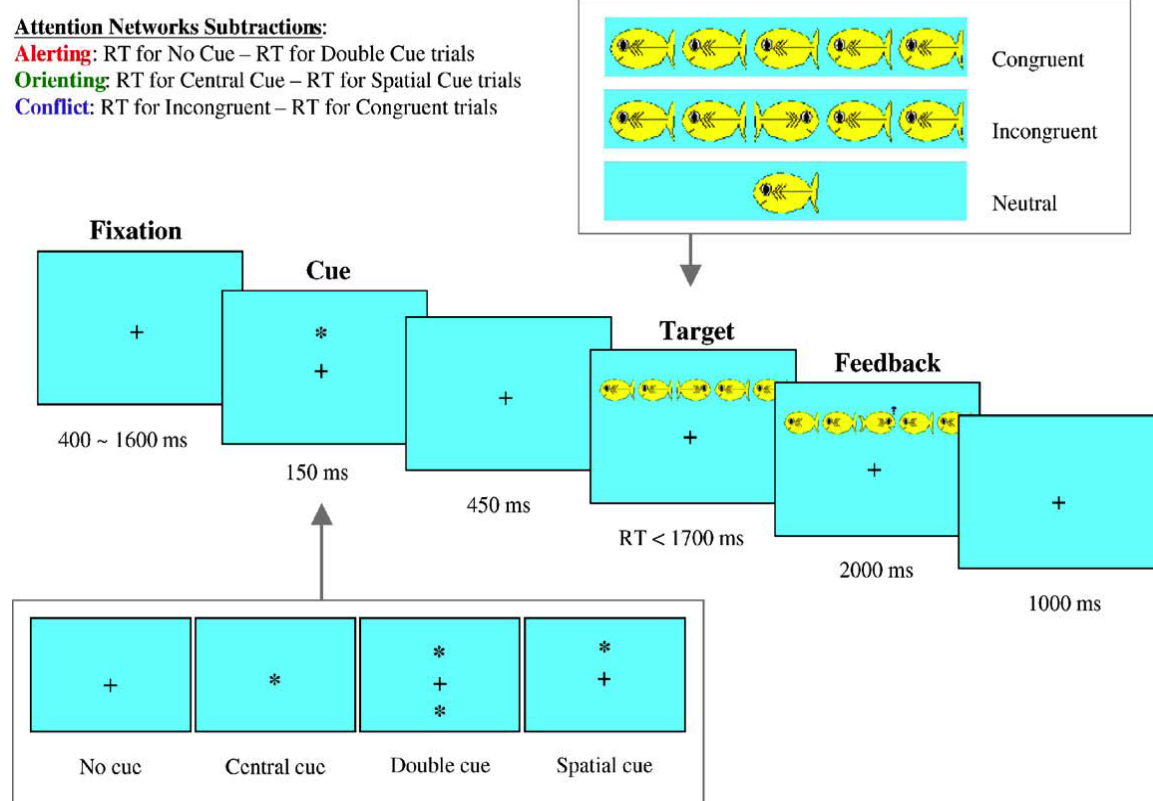 Attention Networks Subtractions:
Alerting: RT for No Cue – RT for Double Cue trials
Orienting: RT for Central Cue – RT for Spatial Cue trials
Conflict: RT for Incongruent – RT for Congruent trials
Congruent
Incongruent
Neutral
Fixation
Cue
Target
Feedback
400 ~ 1600 ms
150 ms
450 ms
RT < 1700 ms
2000 ms
1000 ms
No cue
Central cue
Double cue
Spatial cue